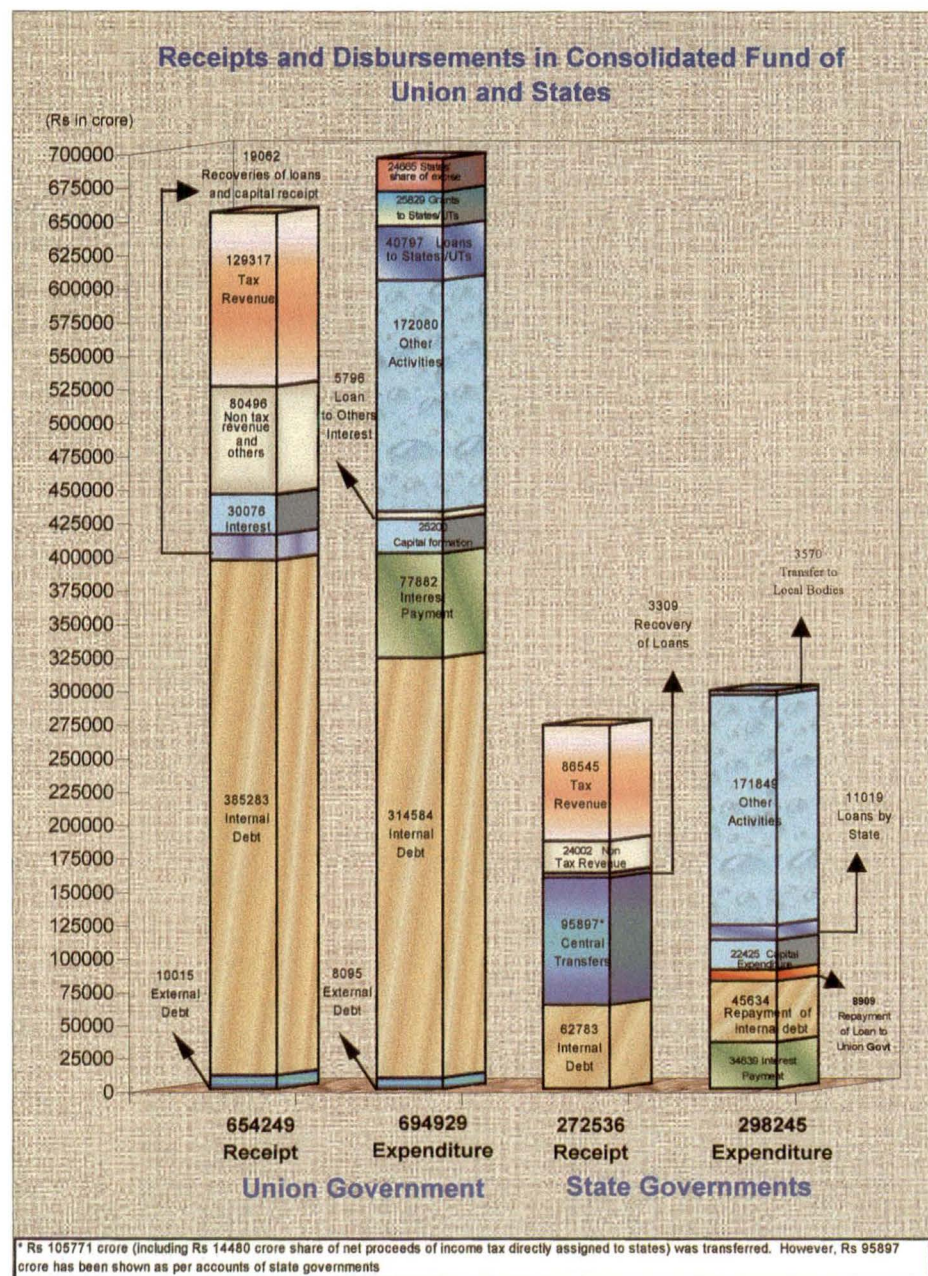 Receipts and Disbursements in Consolidated Fund of
Union and States
(Rs in crore)
700000
675000
650000
625000
600000
575000
550000
525000
500000
475000
450000
425000
400000
375000
350000
325000
300000
275000
250000
225000
200000
175000
150000
125000
100000
75000
50000
25000
0
19062
Recoveries of loans
and capital receipt
129317
Tax
Revenue
80496
Non tax
revenue
and
others
30076
Interest
385283
Internal
Debt
10015
External
Debt
24665 States'
share of excise
25829 Grants
to States/UTs
40797 Loans
to States/UTs
172080
Other
Activities
5796
Loan
to Others
Interest
Capital formation
77882
Interest
Payment
314584
Internal
Debt
8095
External
Debt
86545
Tax
Revenue
24002 Non
Tax Revenue
3309
Recovery
of Loans
95897*
Central
Transfers
62783
Internal
Debt
3570
Transfer to
Local Bodies
171849
Other
Activities
11019
Loans by
State
22425 Capital
Expenditure
8909
Repayment
of Loan to
Union Govt
45634
Repayment of
internal debt
34839 Interest
Payment
654249
Receipt
694929
Expenditure
272536
Receipt
298245
Expenditure
Union Government
State Governments
* Rs 105771 crore (including Rs 14480 crore share of net proceeds of income tax directly assigned to states) was transferred. However, Rs 95897
crore has been shown as per accounts of state governments